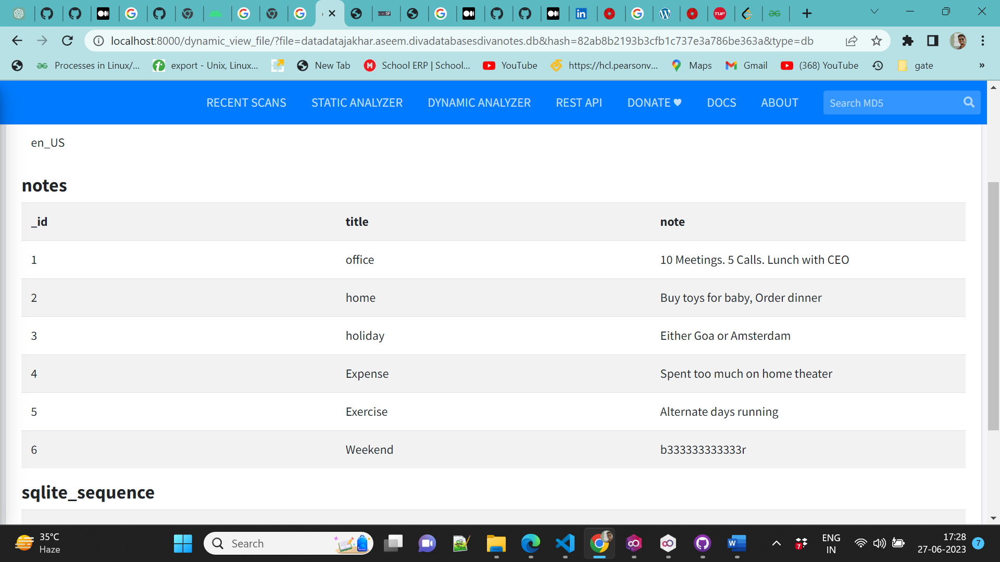 localhost:8000/dynamic_view_file/?file=datadatajakhar.aseem.divadatabasesdivanotes.db&hash=82ab8b2193b3cfb1c737e3a786be363a&type=db
Processes in Linux/... export - Unix, Linux... New Tab School ERP | School... YouTube https://hcl.pearsonv... Maps Gmail (368) YouTube gate »
RECENT SCANS STATIC ANALYZER DYNAMIC ANALYZER REST API DONATE ♥ DOCS ABOUT Search MD5
en_US
notes
_id title note
1 office 10 Meetings. 5 Calls. Lunch with CEO
2 home Buy toys for baby, Order dinner
3 holiday Either Goa or Amsterdam
4 Expense Spent too much on home theater
5 Exercise Alternate days running
6 Weekend b333333333333r
sqlite_sequence
35°C
Haze
Search
ENG
IN
17:28
27-06-2023
7